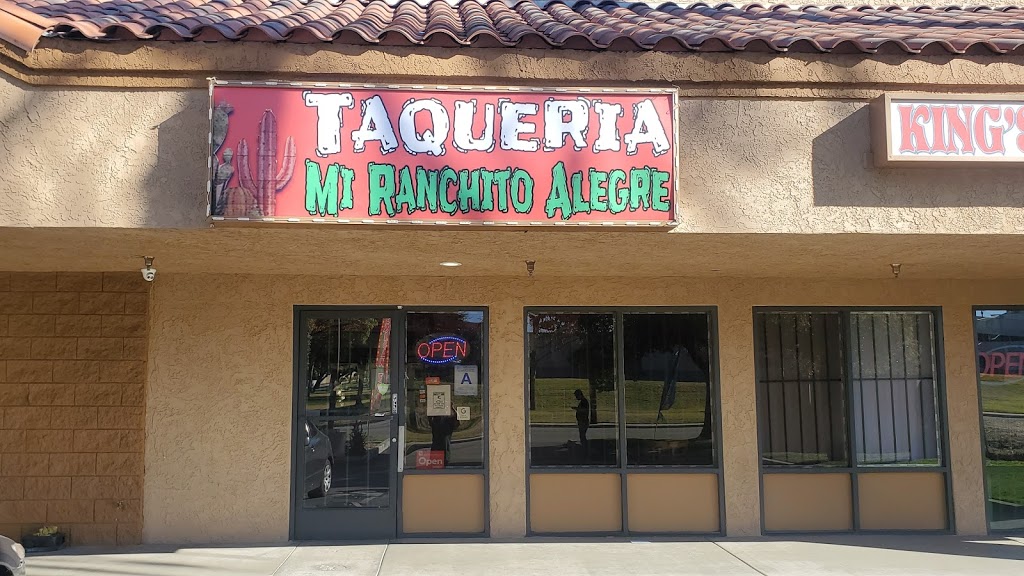 TAQUERIA
MI RANCHITO ALEGRE
KING'S
OPEN
A
Open
OPEN